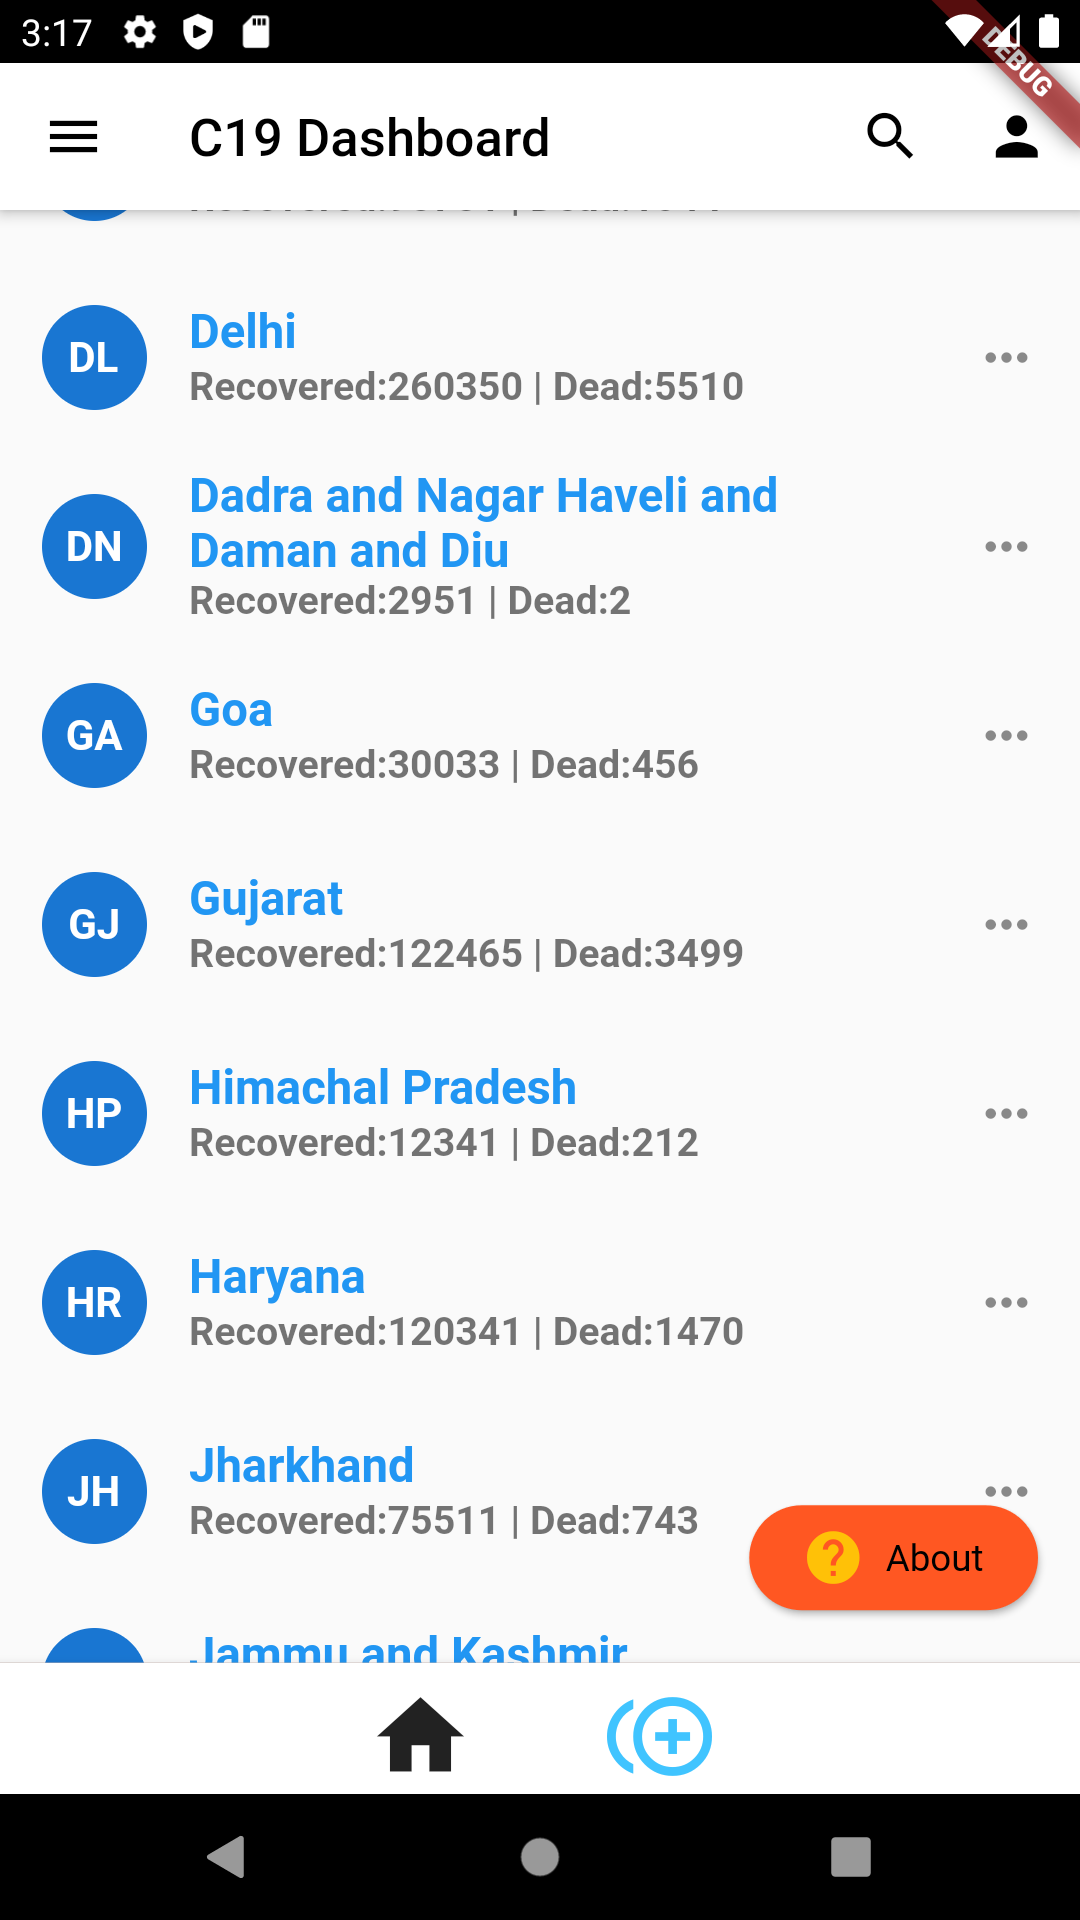 3:17
DEBUG
C19 Dashboard
DL
Delhi
Recovered:260350 | Dead:5510
DN
Dadra and Nagar Haveli and
Daman and Diu
Recovered:2951 | Dead:2
GA
Goa
Recovered:30033 | Dead:456
GJ
Gujarat
Recovered:122465 | Dead:3499
HP
Himachal Pradesh
Recovered:12341 | Dead:212
HR
Haryana
Recovered:120341 | Dead:1470
JH
Jharkhand
Recovered:75511 | Dead:743
About
Jammu and Kashmir